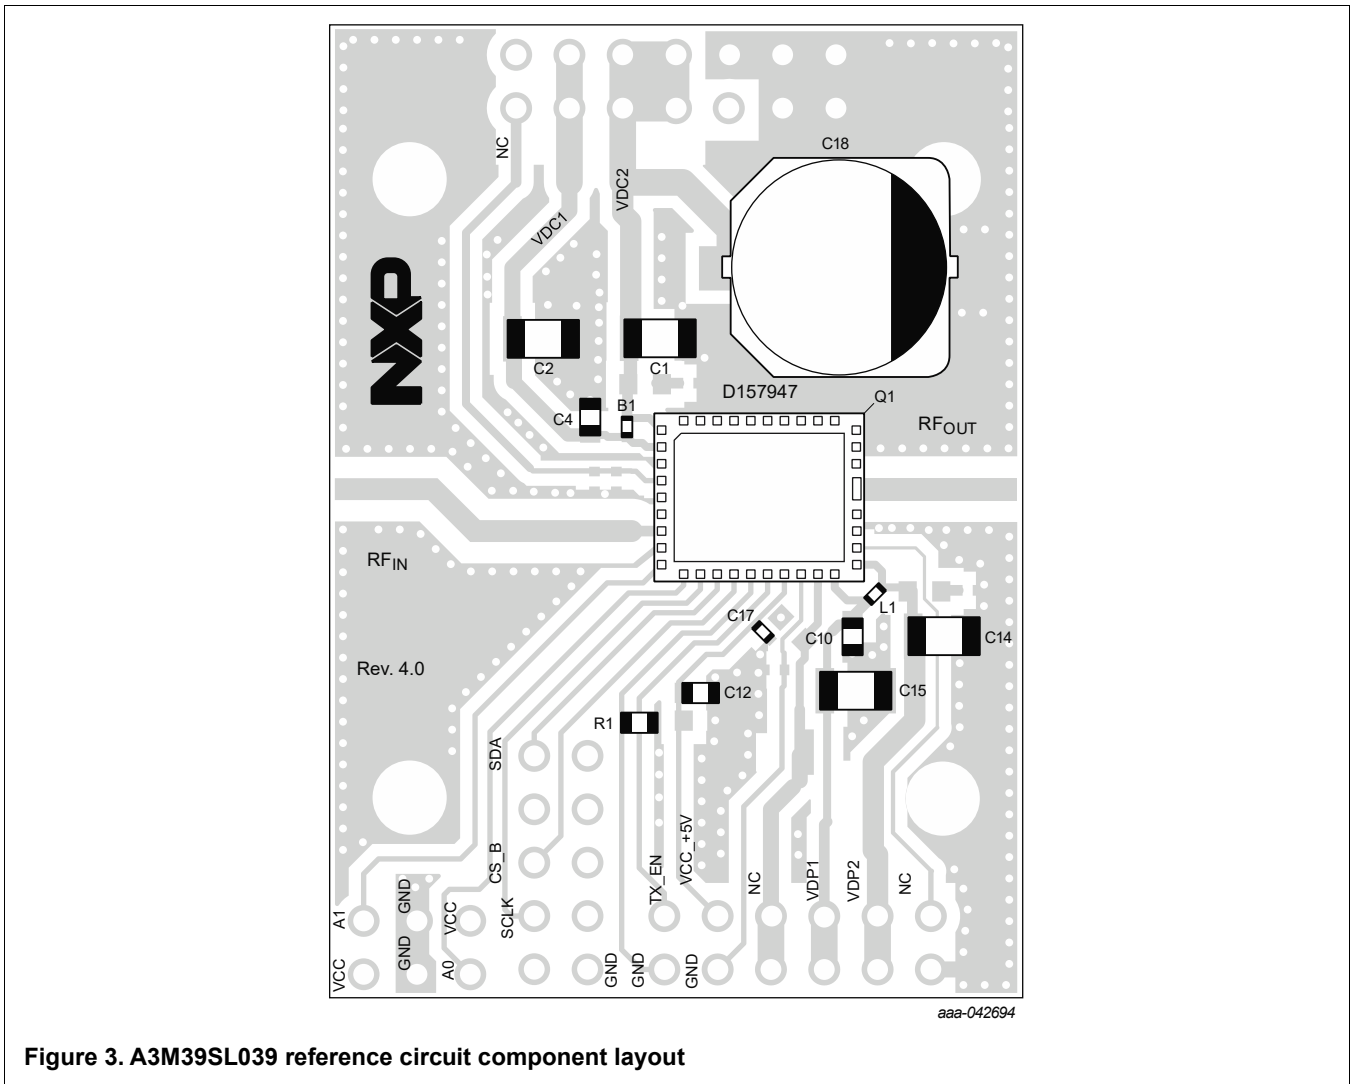 NC
C18
VDC2
VDC1
NXP
C2
C1
D157947
B1
Q1
C4
RFOUT
RFIN
L1
C17
C10
C14
Rev. 4.0
C15
C12
R1
SDA
VCC_+5V
CS_B
TX_EN
NC
VDP1
VDP2
NC
A1
GND
VCC
SCLK
VCC
GND
A0
GND
GND
GND
aaa-042694
Figure 3. A3M39SL039 reference circuit component layout